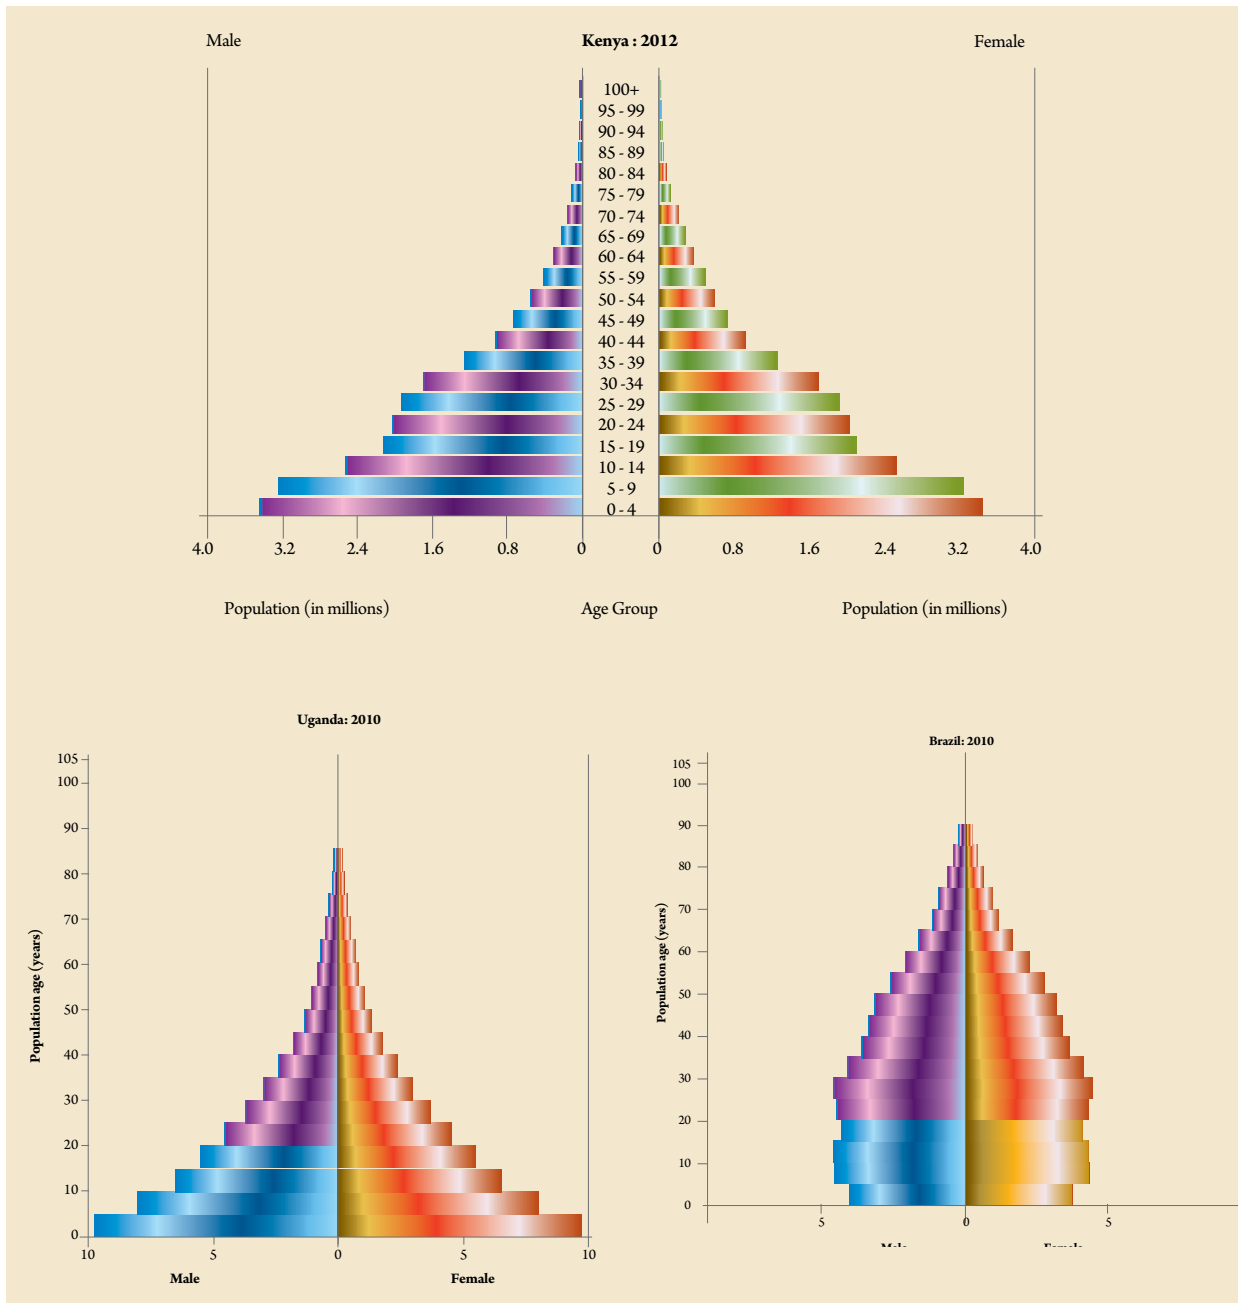 Male Kenya : 2012 Female
100+
95 - 99
90 - 94
85 - 89
80 - 84
75 - 79
70 - 74
65 - 69
60 - 64
55 - 59
50 - 54
45 - 49
40 - 44
35 - 39
30 -34
25 - 29
20 - 24
15 - 19
10 - 14
5 - 9
0 - 4
4.0 3.2 2.4 1.6 0.8 0 0 0.8 1.6 2.4 3.2 4.0
Population (in millions) Age Group Population (in millions)
Uganda: 2010
Population age (years)
105
100
90
80
70
60
50
40
30
20
10
0
10 5 0 5 10
Male Female
Brazil: 2010
Population age (years)
105
100
90
80
70
60
50
40
30
20
10
0
5 0 5
Male Female